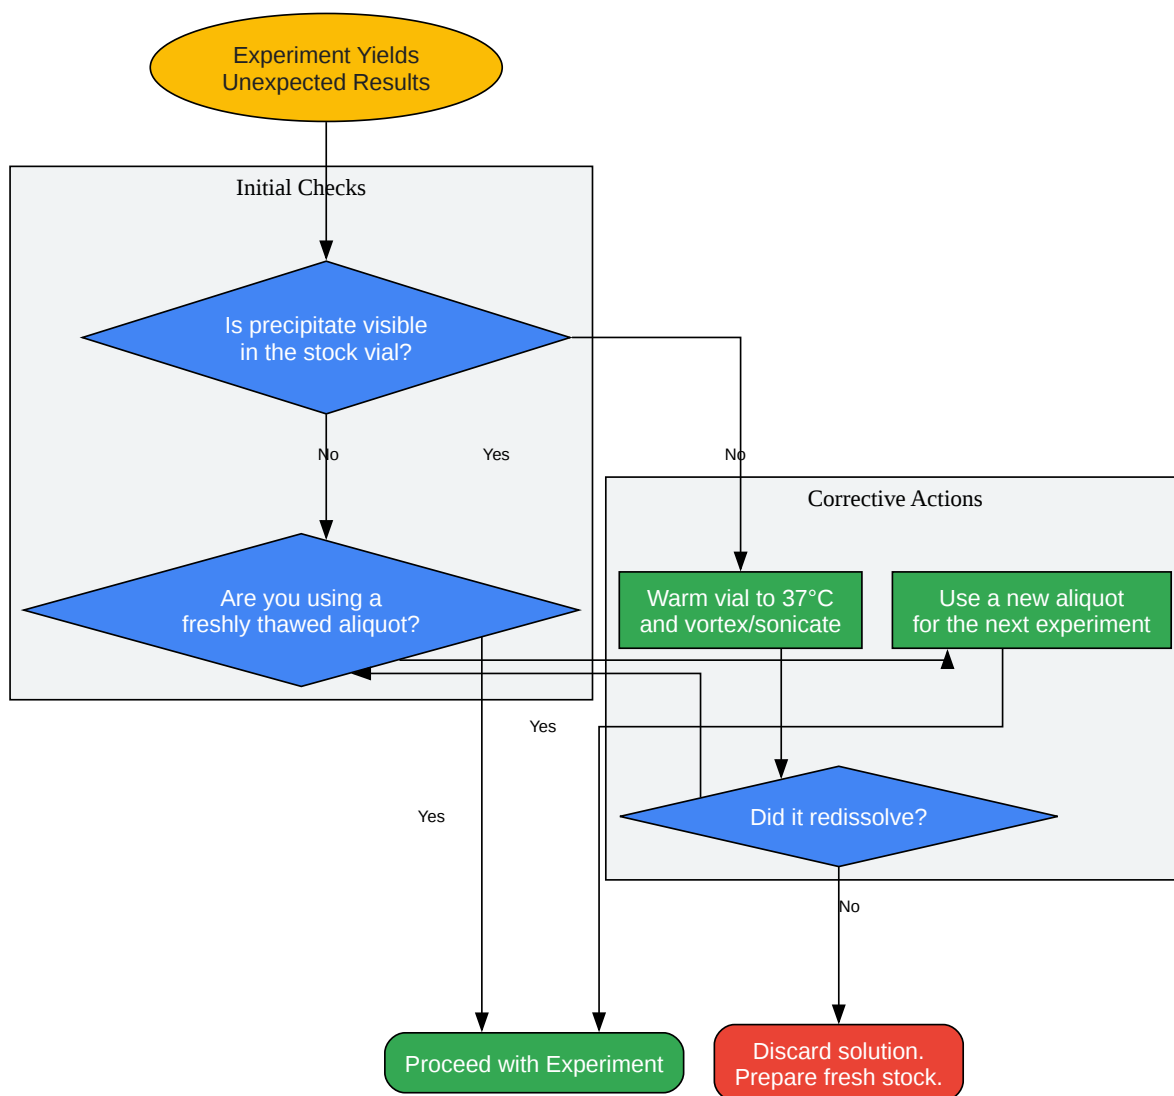 Experiment Yields
Unexpected Results
Initial Checks
Is precipitate visible
in the stock vial?
No
Yes
No
Corrective Actions
Are you using a
freshly thawed aliquot?
Warm vial to 37°C
and vortex/sonicate
Use a new aliquot
for the next experiment
Yes
Yes
Did it redissolve?
No
Proceed with Experiment
Discard solution.
Prepare fresh stock.